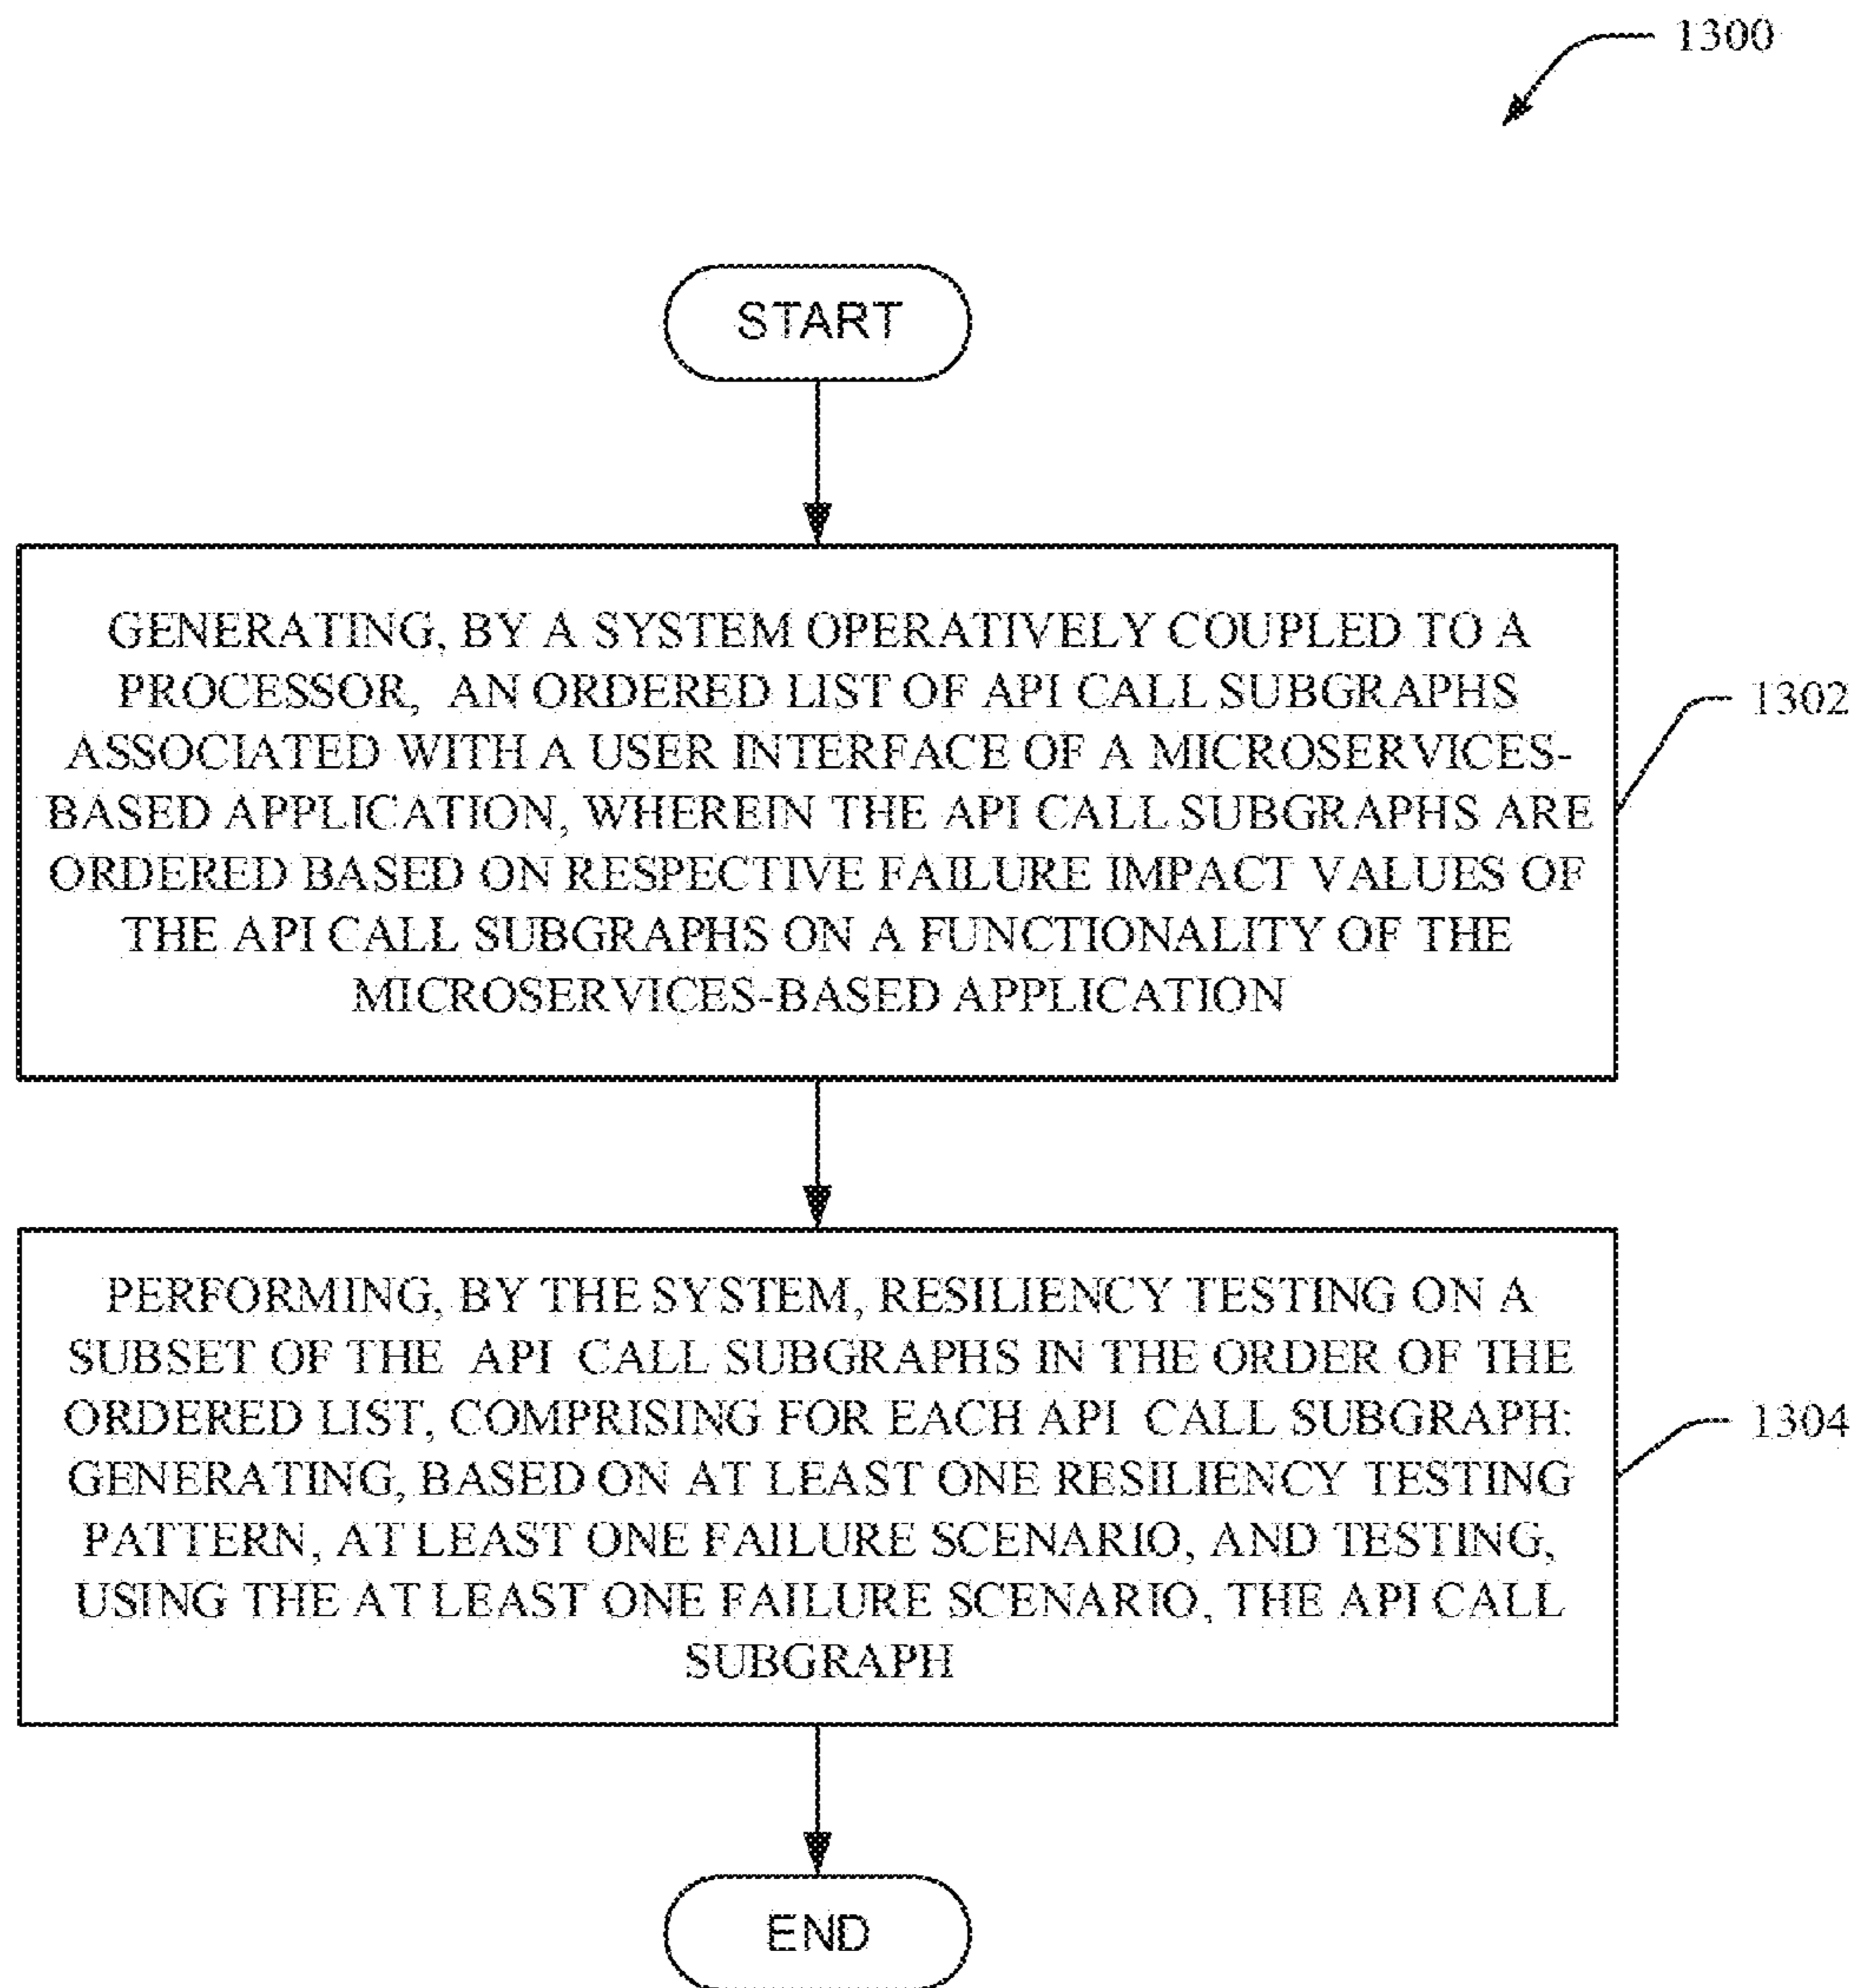 1300
START
GENERATING, BY A SYSTEM OPERATIVELY COUPLED TO A
PROCESSOR, AN ORDERED LIST OF API CALL SUBGRAPHS
ASSOCIATED WITH A USER INTERFACE OF A MICROSERVICES-
BASED APPLICATION, WHEREIN THE API CALL SUBGRAPHS ARE
ORDERED BASED ON RESPECTIVE FAILURE IMPACT VALUES OF
THE API CALL SUBGRAPHS ON A FUNCTIONALITY OF THE
MICROSERVICES-BASED APPLICATION
1302
PERFORMING, BY THE SYSTEM, RESILIENCY TESTING ON A
SUBSET OF THE API CALL SUBGRAPHS IN THE ORDER OF THE
ORDERED LIST, COMPRISING FOR EACH API CALL SUBGRAPH:
GENERATING, BASED ON AT LEAST ONE RESILIENCY TESTING
PATTERN, AT LEAST ONE FAILURE SCENARIO, AND TESTING,
USING THE AT LEAST ONE FAILURE SCENARIO, THE API CALL
SUBGRAPH
1304
END